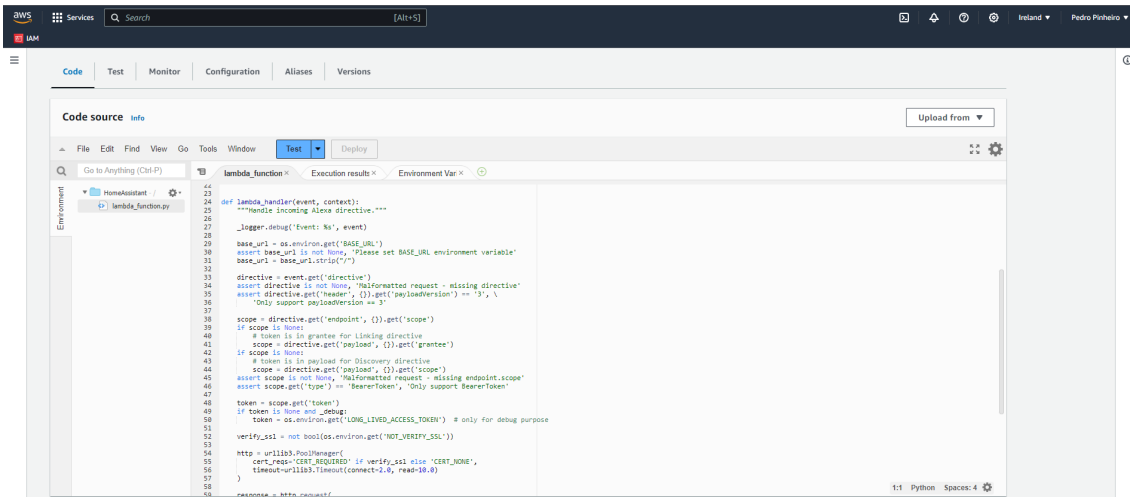 aws Services Search [Alt+S] Ireland ▼ Pedro Pinheiro ▼
IAM
Code Test Monitor Configuration Aliases Versions
Code source Info Upload from ▼
File Edit Find View Go Tools Window Test Deploy
Go to Anything (Ctrl-P) lambda_function × Execution results × Environment Vari ×
Environment
HomeAssistant - /
lambda_function.py
22
23
24 def lambda_handler(event, context):
25 """Handle incoming Alexa directive."""
26
27 _logger.debug('Event: %s', event)
28
29 base_url = os.environ.get('BASE_URL')
30 assert base_url is not None, 'Please set BASE_URL environment variable'
31 base_url = base_url.strip("/")
32
33 directive = event.get('directive')
34 assert directive is not None, 'Malformatted request - missing directive'
35 assert directive.get('header', {}).get('payloadVersion') == '3', \
36 'Only support payloadVersion == 3'
37
38 scope = directive.get('endpoint', {}).get('scope')
39 if scope is None:
40 # token is in grantee for Linking directive
41 scope = directive.get('payload', {}).get('grantee')
42 if scope is None:
43 # token is in payload for Discovery directive
44 scope = directive.get('payload', {}).get('scope')
45 assert scope is not None, 'Malformatted request - missing endpoint.scope'
46 assert scope.get('type') == 'BearerToken', 'Only support BearerToken'
47
48 token = scope.get('token')
49 if token is None and _debug:
50 token = os.environ.get('LONG_LIVED_ACCESS_TOKEN') # only for debug purpose
51
52 verify_ssl = not bool(os.environ.get('NOT_VERIFY_SSL'))
53
54 http = urllib3.PoolManager(
55 cert_reqs='CERT_REQUIRED' if verify_ssl else 'CERT_NONE',
56 timeout=urllib3.Timeout(connect=2.0, read=10.0)
57 )
58
59 response = http.request(
1:1 Python Spaces: 4